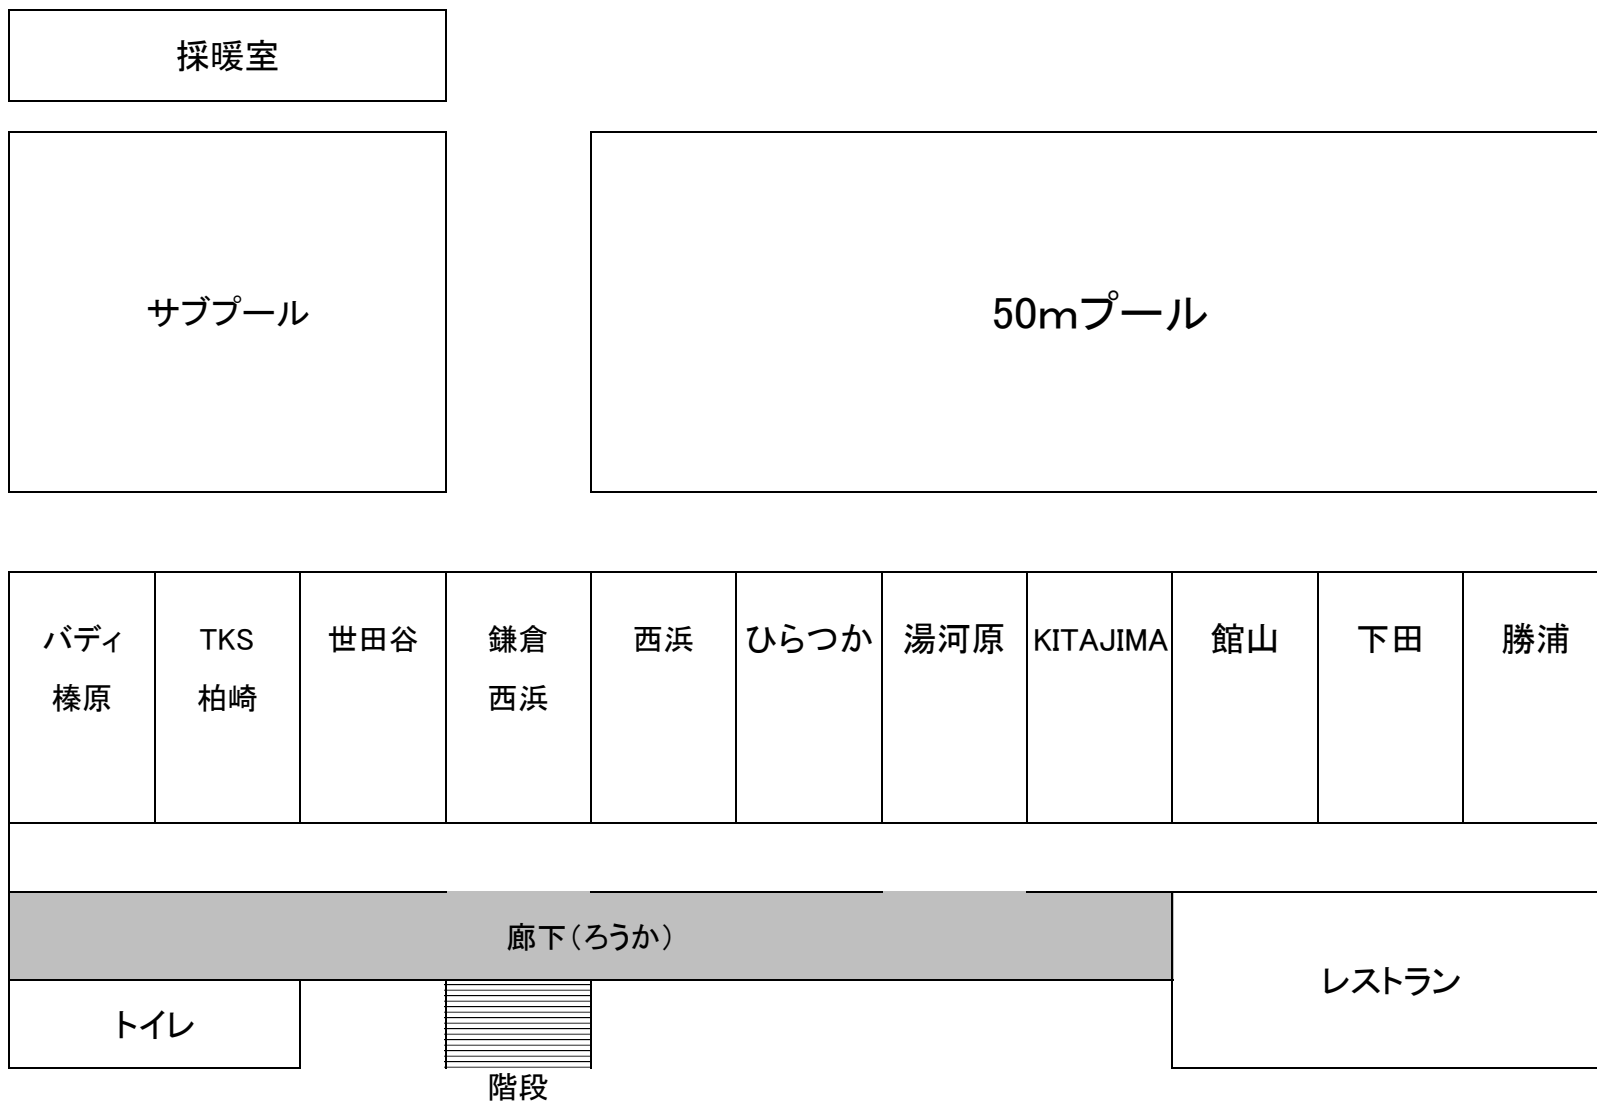 採暖室
サブプール
50mプール
バディ
榛原
TKS
柏崎
世田谷
鎌倉
西浜
西浜
ひらつか
湯河原
KITAJIMA
館山
下田
勝浦
廊下（ろうか）
レストラン
トイレ
階段